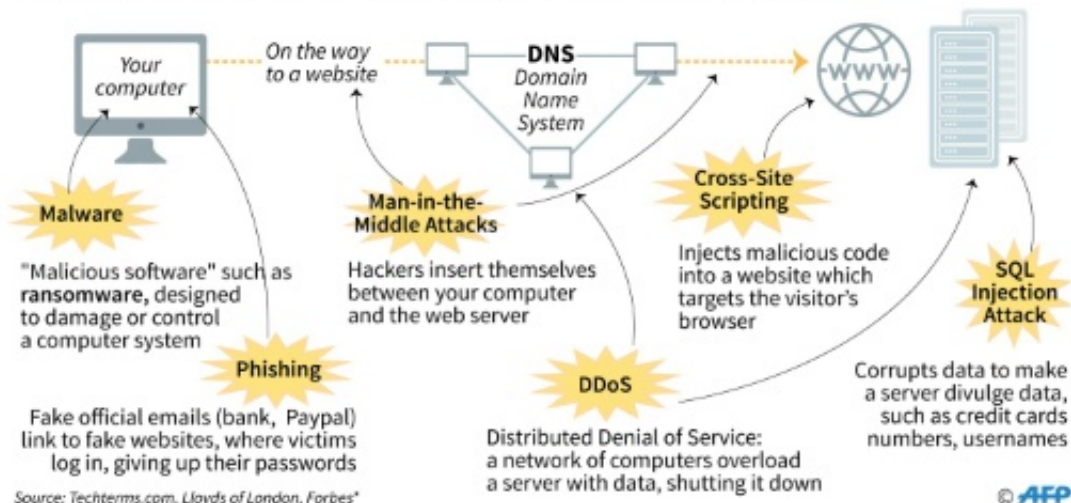 Your
computer
On the way
to a website
DNS
Domain
Name
System
WWW
Malware
"Malicious software" such as
ransomware, designed
to damage or control
a computer system
Phishing
Fake official emails (bank, Paypal)
link to fake websites, where victims
log in, giving up their passwords
Man-in-the-
Middle Attacks
Hackers insert themselves
between your computer
and the web server
DDoS
Distributed Denial of Service:
a network of computers overload
a server with data, shutting it down
Cross-Site
Scripting
Injects malicious code
into a website which
targets the visitor's
browser
SQL
Injection
Attack
Corrupts data to make
a server divulge data,
such as credit cards
numbers, usernames
Source: Techterms.com, Lloyds of London, Forbes*
© AFP